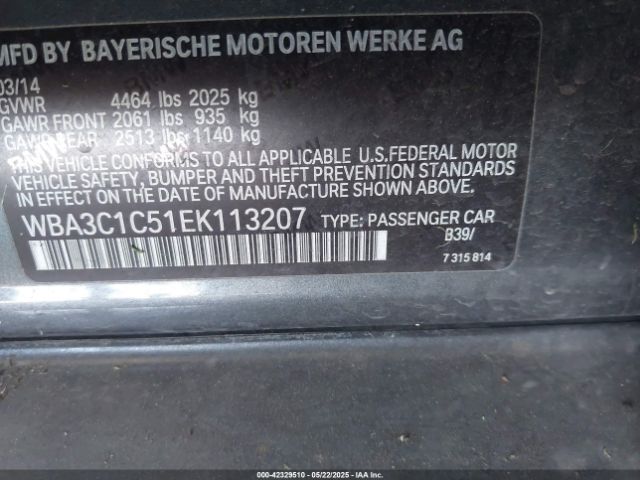 MFD BY BAYERISCHE MOTOREN WERKE AG
03/14
GVWR 4464 lbs 2025 kg
GAWR FRONT 2061 lbs 935 kg
GAWR REAR 2513 lbs 1140 kg
THIS VEHICLE CONFORMS TO ALL APPLICABLE U.S.FEDERAL MOTOR
VEHICLE SAFETY, BUMPER AND THEFT PREVENTION STANDARDS
IN EFFECT ON THE DATE OF MANUFACTURE SHOWN ABOVE.
WBA3C1C51EK113207 TYPE: PASSENGER CAR
B39/
7 315 814
000-42329510 - 05/22/2025 - IAA Inc.